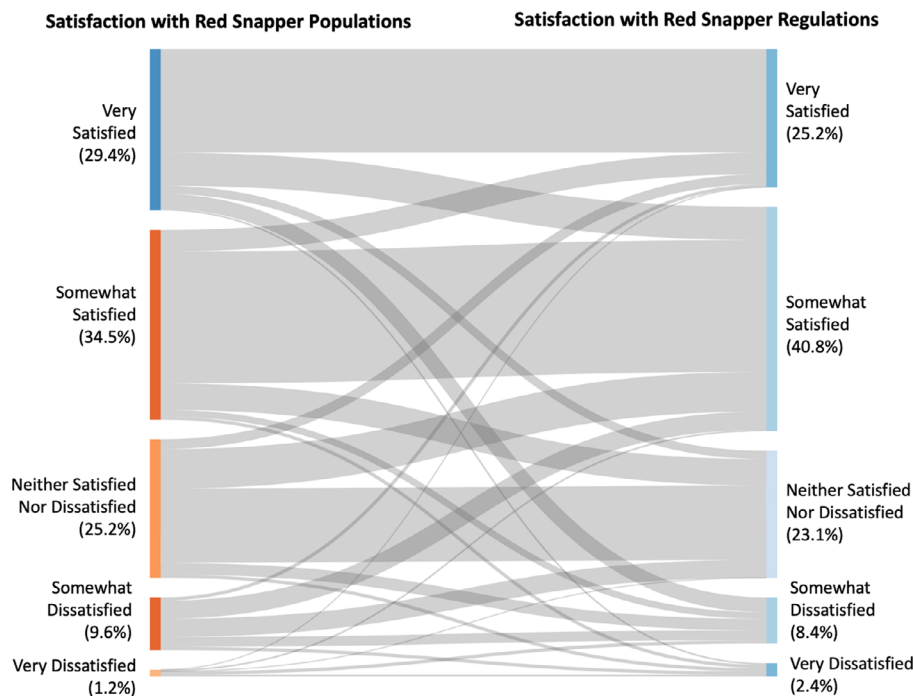 Satisfaction with Red Snapper Populations
Satisfaction with Red Snapper Regulations
Very
Satisfied
(29.4%)
Somewhat
Satisfied
(34.5%)
Neither Satisfied
Nor Dissatisfied
(25.2%)
Somewhat
Dissatisfied
(9.6%)
Very Dissatisfied
(1.2%)
Very
Satisfied
(25.2%)
Somewhat
Satisfied
(40.8%)
Neither Satisfied
Nor Dissatisfied
(23.1%)
Somewhat
Dissatisfied
(8.4%)
Very Dissatisfied
(2.4%)